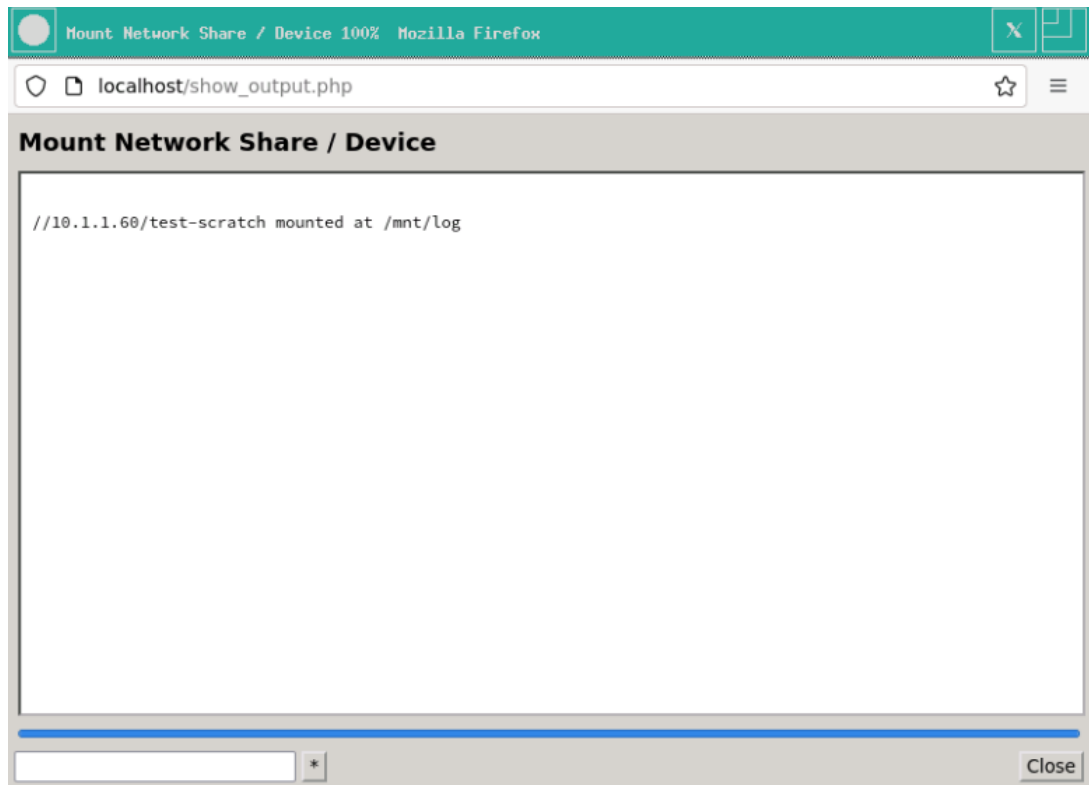 Mount Network Share / Device 100% Mozilla Firefox
X
localhost/show_output.php
Mount Network Share / Device
//10.1.1.60/test-scratch mounted at /mnt/log
*
Close